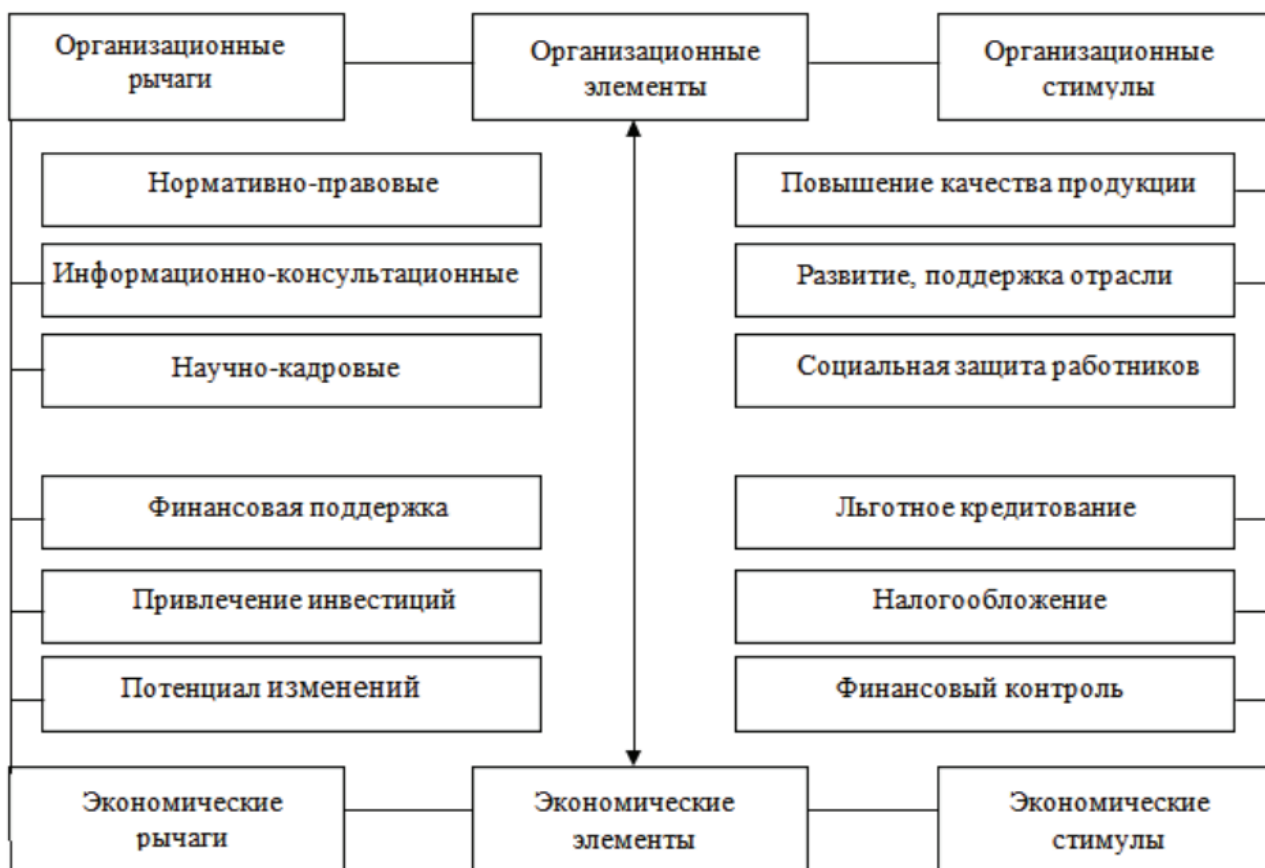 Организационные
рычаги
Организационные
элементы
Организационные
стимулы
Нормативно-правовые
Повышение качества продукции
Информационно-консультационные
Развитие, поддержка отрасли
Научно-кадровые
Социальная защита работников
Финансовая поддержка
Льготное кредитование
Привлечение инвестиций
Налогообложение
Потенциал изменений
Финансовый контроль
Экономические
рычаги
Экономические
элементы
Экономические
стимулы